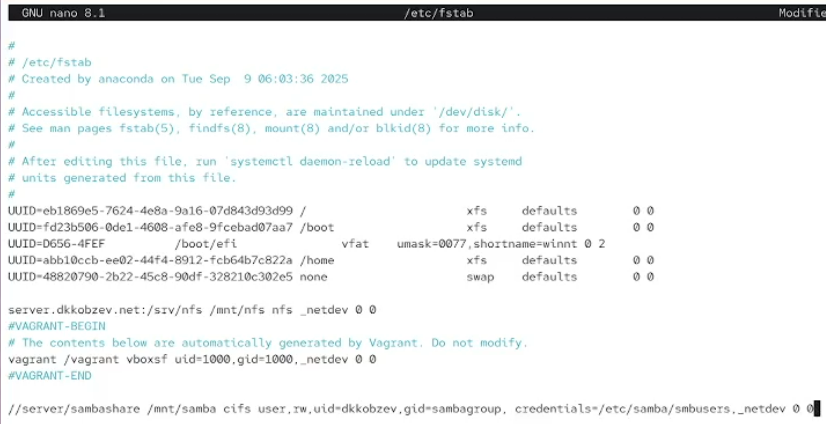 GNU nano 8.1 /etc/fstab Modifie
#
# /etc/fstab
# Created by anaconda on Tue Sep  9 06:03:36 2025
#
# Accessible filesystems, by reference, are maintained under '/dev/disk/'.
# See man pages fstab(5), findfs(8), mount(8) and/or blkid(8) for more info.
#
# After editing this file, run 'systemctl daemon-reload' to update systemd
# units generated from this file.
#
UUID=eb1869e5-7624-4e8a-9a16-07d843d93d99 / xfs defaults 0 0
UUID=fd23b506-0de1-4608-afe8-9fcebad07aa7 /boot xfs defaults 0 0
UUID=D656-4FEF /boot/efi vfat umask=0077,shortname=winnt 0 2
UUID=abb10ccb-ee02-44f4-8912-fcb64b7c822a /home xfs defaults 0 0
UUID=48820790-2b22-45c8-90df-328210c302e5 none swap defaults 0 0
server.dkkobzev.net:/srv/nfs /mnt/nfs nfs _netdev 0 0
#VAGRANT-BEGIN
# The contents below are automatically generated by Vagrant. Do not modify.
vagrant /vagrant vboxsf uid=1000,gid=1000,_netdev 0 0
#VAGRANT-END
//server/sambashare /mnt/samba cifs user,rw,uid=dkkobzev,gid=sambagroup, credentials=/etc/samba/smbusers,_netdev 0 0